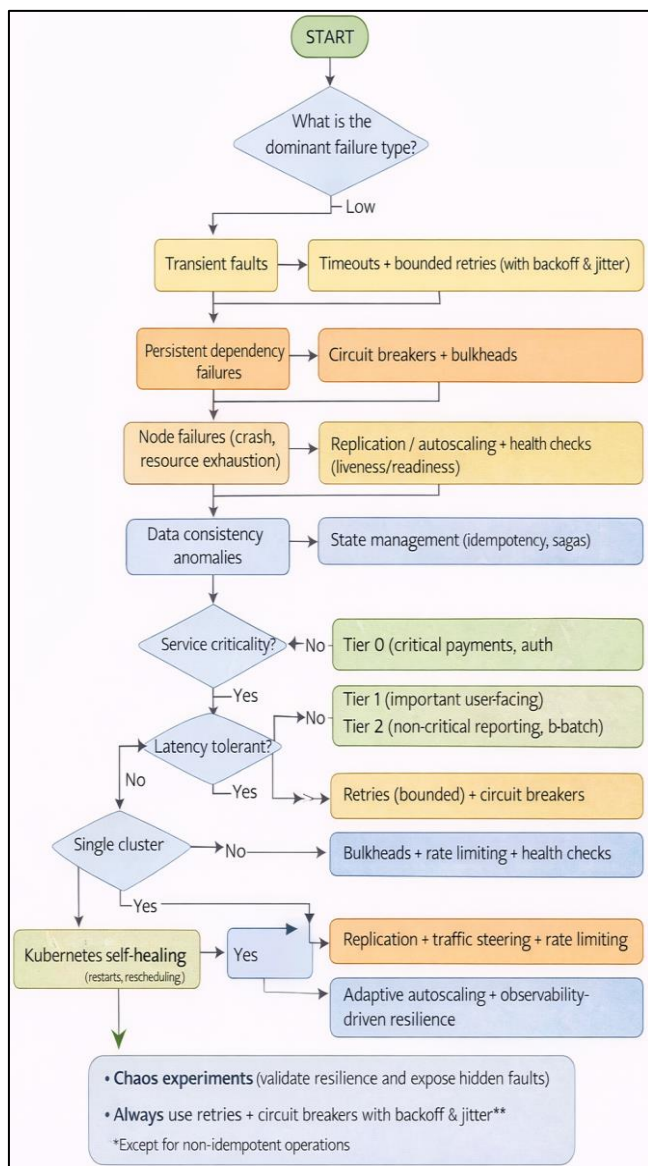 START
What is the
dominant failure type?
Low
Transient faults
Timeouts + bounded retries (with backoff & jitter)
Persistent dependency
failures
Circuit breakers + bulkheads
Node failures (crash,
resource exhaustion)
Replication / autoscaling + health checks
(liveness/readiness)
Data consistency
anomalies
State management (idempotency, sagas)
Service criticality?
No
Tier 0 (critical payments, auth
Yes
Tier 1 (important user-facing)
Tier 2 (non-critical reporting, b-batch)
No
Latency tolerant?
No
Yes
Retries (bounded) + circuit breakers
Single cluster
No
Bulkheads + rate limiting + health checks
Yes
Kubernetes self-healing
(restarts, rescheduling)
Yes
Replication + traffic steering + rate limiting
Adaptive autoscaling + observability-
driven resilience
• Chaos experiments (validate resilience and expose hidden faults)
• Always use retries + circuit breakers with backoff & jitter**
*Except for non-idempotent operations